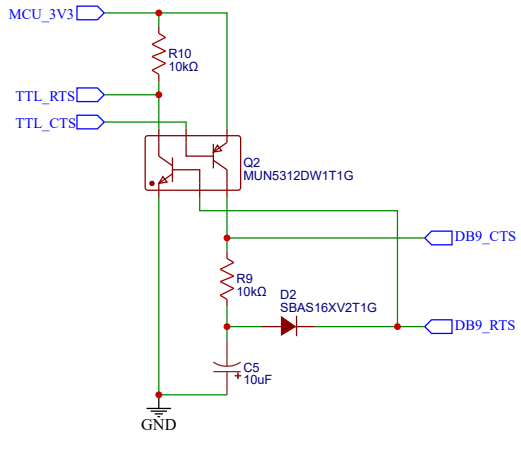 MCU_3V3
R10
10kΩ
TTL_RTS
TTL_CTS
Q2
MUN5312DW1T1G
DB9_CTS
R9
10kΩ
D2
SBAS16XV2T1G
DB9_RTS
C5
+
10uF
GND